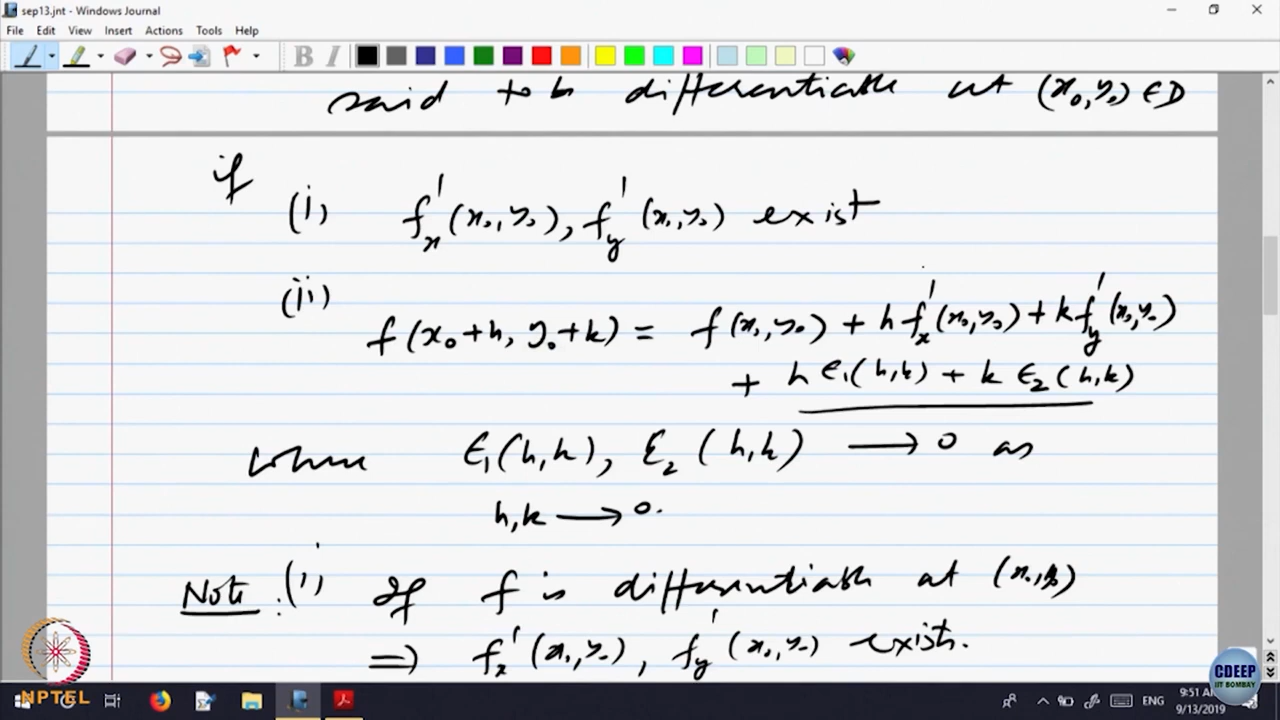 sep13.jnt - Windows Journal
File Edit View Insert Actions Tools Help
said to be differentiable at (x₀, y₀) ∈ D
if
(i) f'ₓ(x₀, y₀), f'ᵧ(x₀, y₀) exist
(ii)
f(x₀+h, y₀+k) = f(x₀, y₀) + h f'ₓ(x₀, y₀) + k f'ᵧ(x₀, y₀)
+ h ϵ₁(h,k) + k ϵ₂(h,k)
where ϵ₁(h,k), ϵ₂(h,k) ⟶ 0 as
h,k ⟶ 0.
Note: (i) If f is differentiable at (x₀, y₀)
⇒ f'ₓ(x₀, y₀), f'ᵧ(x₀, y₀) exist.
NPTEL
CDEEP
IIT BOMBAY
ENG
9:51 AM
9/13/2019